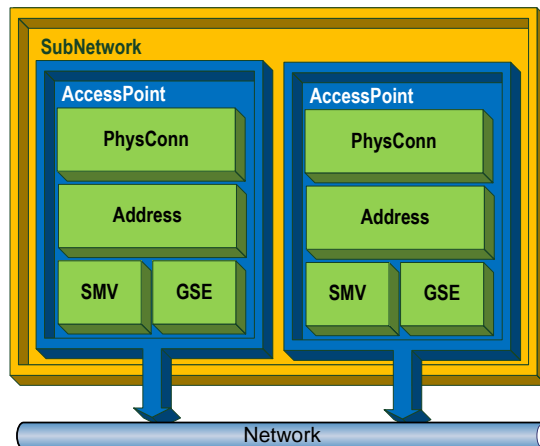 SubNetwork
AccessPoint
PhysConn
Address
SMV GSE
AccessPoint
PhysConn
Address
SMV GSE
Network